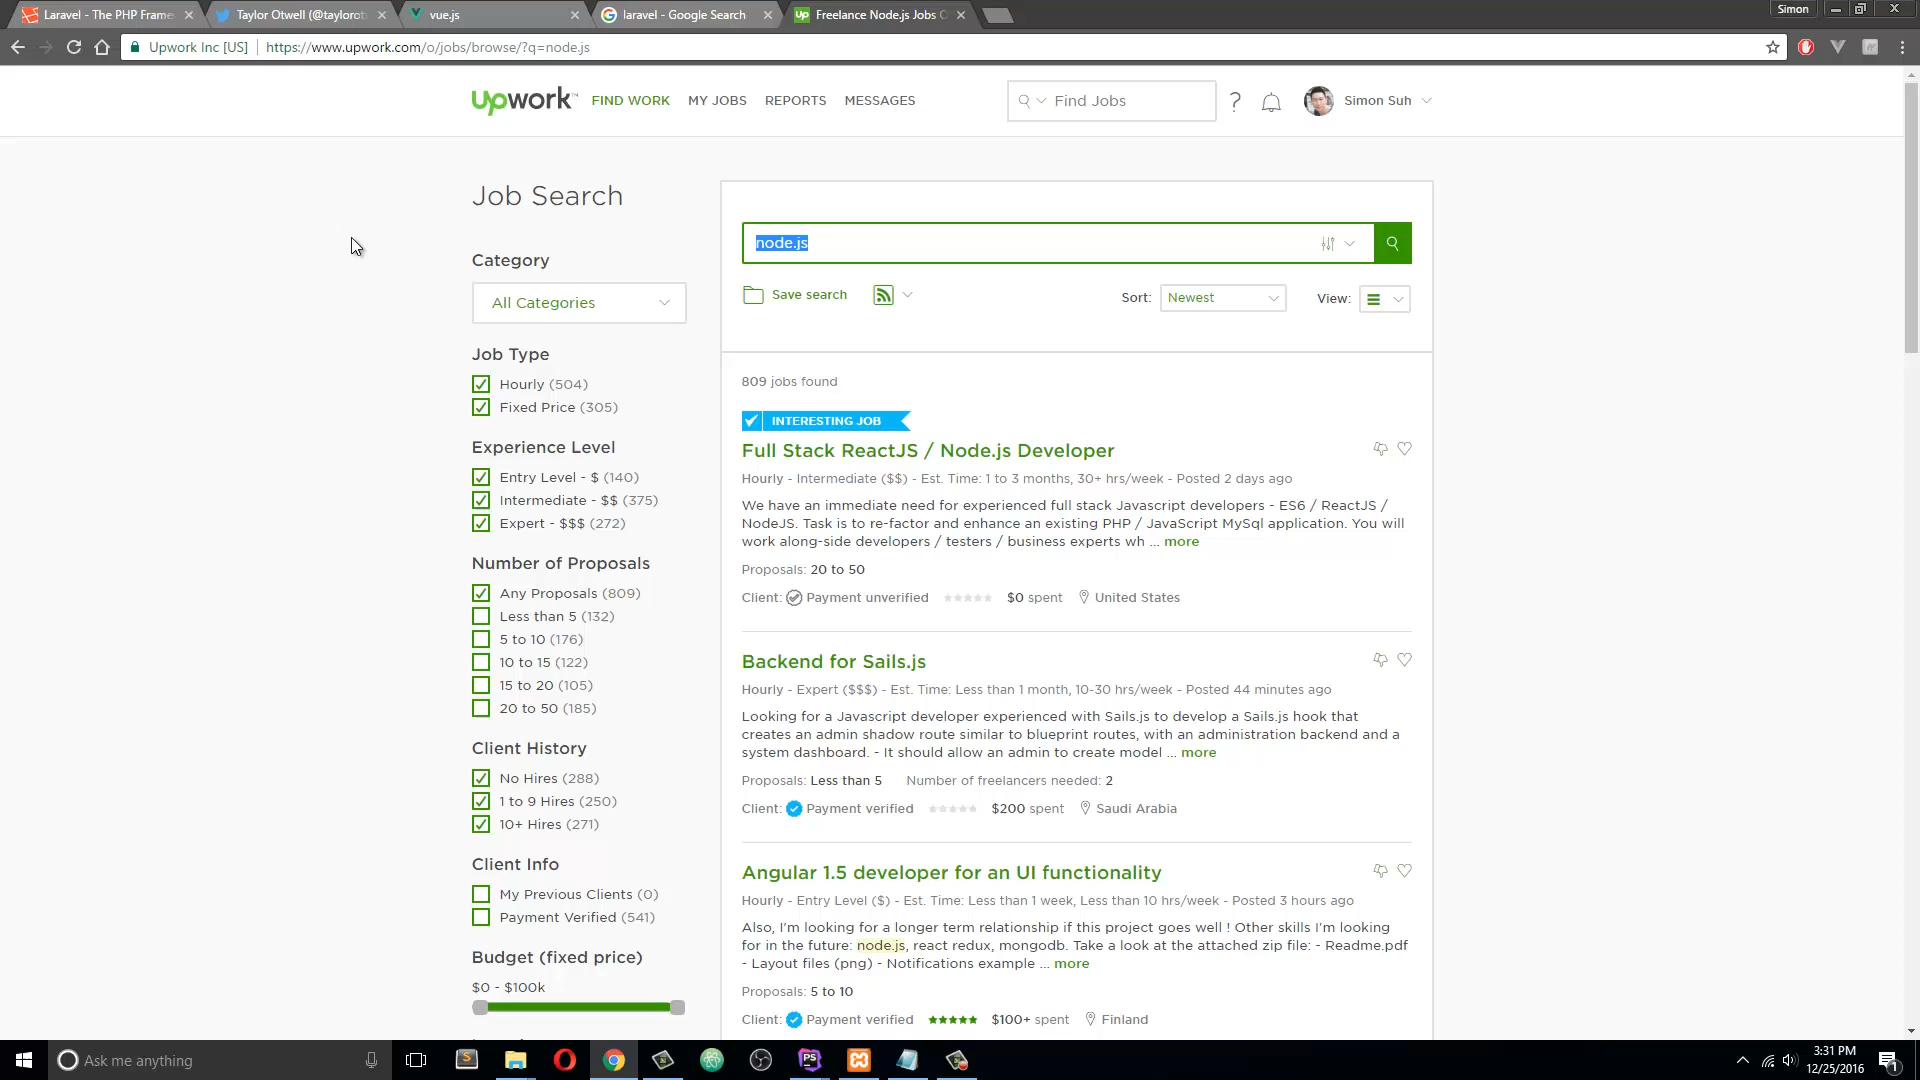 Laravel - The PHP Frame
Taylor Otwell (@taylorot
vue.js
laravel - Google Search
Freelance Node.js Jobs O
Simon
Upwork Inc [US]
https://www.upwork.com/o/jobs/browse/?q=node.js
upwork™
FIND WORK
MY JOBS
REPORTS
MESSAGES
Find Jobs
?
Simon Suh
Job Search
Category
All Categories
Job Type
Hourly (504)
Fixed Price (305)
Experience Level
Entry Level - $ (140)
Intermediate - $$ (375)
Expert - $$$ (272)
Number of Proposals
Any Proposals (809)
Less than 5 (132)
5 to 10 (176)
10 to 15 (122)
15 to 20 (105)
20 to 50 (185)
Client History
No Hires (288)
1 to 9 Hires (250)
10+ Hires (271)
Client Info
My Previous Clients (0)
Payment Verified (541)
Budget (fixed price)
$0 - $100k
node.js
Save search
Sort: Newest
View:
809 jobs found
INTERESTING JOB
Full Stack ReactJS / Node.js Developer
Hourly - Intermediate ($$) - Est. Time: 1 to 3 months, 30+ hrs/week - Posted 2 days ago
We have an immediate need for experienced full stack Javascript developers - ES6 / ReactJS /
NodeJS. Task is to re-factor and enhance an existing PHP / JavaScript MySql application. You will
work along-side developers / testers / business experts wh ... more
Proposals: 20 to 50
Client: Payment unverified $0 spent United States
Backend for Sails.js
Hourly - Expert ($$$) - Est. Time: Less than 1 month, 10-30 hrs/week - Posted 44 minutes ago
Looking for a Javascript developer experienced with Sails.js to develop a Sails.js hook that
creates an admin shadow route similar to blueprint routes, with an administration backend and a
system dashboard. - It should allow an admin to create model ... more
Proposals: Less than 5 Number of freelancers needed: 2
Client: Payment verified $200 spent Saudi Arabia
Angular 1.5 developer for an UI functionality
Hourly - Entry Level ($) - Est. Time: Less than 1 week, Less than 10 hrs/week - Posted 3 hours ago
Also, I'm looking for a longer term relationship if this project goes well ! Other skills I'm looking
for in the future: node.js, react redux, mongodb. Take a look at the attached zip file: - Readme.pdf
- Layout files (png) - Notifications example ... more
Proposals: 5 to 10
Client: Payment verified $100+ spent Finland
Ask me anything
3:31 PM
12/25/2016
1